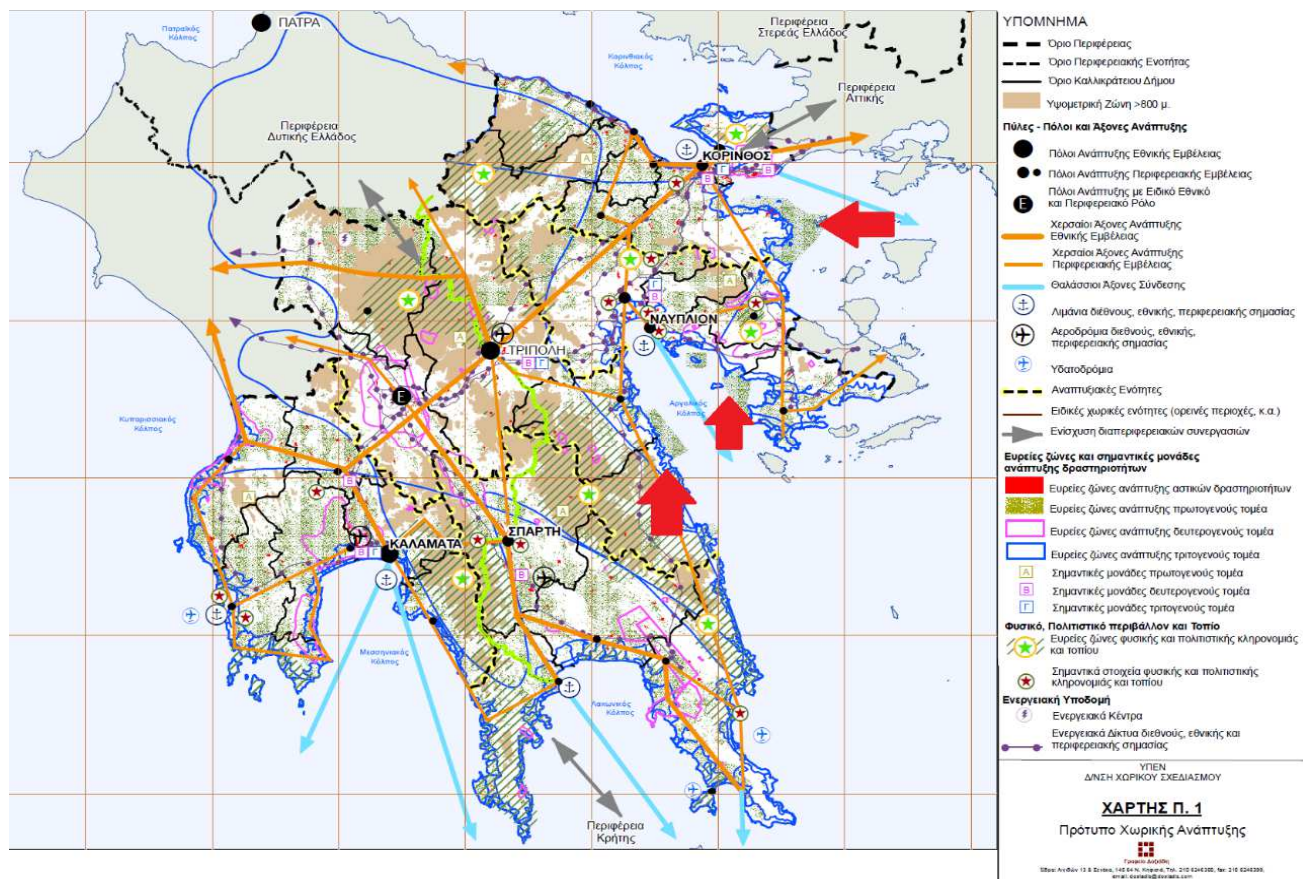 ΠΑΤΡΑ
Πατραϊκός
Κόλπος
Κορινθιακός
Κόλπος
Περιφέρεια
Στερεάς Ελλάδος
Περιφέρεια
Αττικής
Περιφέρεια
Δυτικής Ελλάδος
ΚΟΡΙΝΘΟΣ
ΝΑΥΠΛΙΟΝ
ΤΡΙΠΟΛΗ
Αργολικός
Κόλπος
Κυπαρισσιακός
Κόλπος
ΣΠΑΡΤΗ
ΚΑΛΑΜΑΤΑ
Μεσσηνιακός
Κόλπος
Λακωνικός
Κόλπος
Περιφέρεια
Κρήτης
ΥΠΟΜΝΗΜΑ
Όριο Περιφέρειας
Όριο Περιφερειακής Ενότητας
Όριο Καλλικράτειου Δήμου
Υψομετρική Ζώνη >800 μ.
Πύλες - Πόλοι και Άξονες Ανάπτυξης
Πόλοι Ανάπτυξης Εθνικής Εμβέλειας
Πόλοι Ανάπτυξης Περιφερειακής Εμβέλειας
Ε Πόλοι Ανάπτυξης με Ειδικό Εθνικό
και Περιφερειακό Ρόλο
Χερσαίοι Άξονες Ανάπτυξης
Εθνικής Εμβέλειας
Χερσαίοι Άξονες Ανάπτυξης
Περιφερειακής Εμβέλειας
Θαλάσσιοι Άξονες Σύνδεσης
Λιμάνια διεθνούς, εθνικής, περιφερειακής σημασίας
Αεροδρόμια διεθνούς, εθνικής,
περιφερειακής σημασίας
Υδατοδρόμια
Αναπτυξιακές Ενότητες
Ειδικές χωρικές ενότητες (ορεινές περιοχές, κ.α.)
Ενίσχυση διαπεριφερειακών συνεργασιών
Ευρείες ζώνες και σημαντικές μονάδες
ανάπτυξης δραστηριοτήτων
Ευρείες ζώνες ανάπτυξης αστικών δραστηριοτήτων
Ευρείες ζώνες ανάπτυξης πρωτογενούς τομέα
Ευρείες ζώνες ανάπτυξης δευτερογενούς τομέα
Ευρείες ζώνες ανάπτυξης τριτογενούς τομέα
Α Σημαντικές μονάδες πρωτογενούς τομέα
Β Σημαντικές μονάδες δευτερογενούς τομέα
Γ Σημαντικές μονάδες τριτογενούς τομέα
Φυσικό, Πολιτιστικό περιβάλλον και Τοπίο
Ευρείες ζώνες φυσικής και πολιτιστικής κληρονομιάς
και τοπίου
Σημαντικά στοιχεία φυσικής και πολιτιστικής
κληρονομιάς και τοπίου
Ενεργειακή Υποδομή
Ενεργειακά Κέντρα
Ενεργειακά Δίκτυα διεθνούς, εθνικής και
περιφερειακής σημασίας
ΥΠΕΝ
Δ/ΝΣΗ ΧΩΡΙΚΟΥ ΣΧΕΔΙΑΣΜΟΥ
ΧΑΡΤΗΣ Π. 1
Πρότυπο Χωρικής Ανάπτυξης
Γραφείο Δοξιάδη